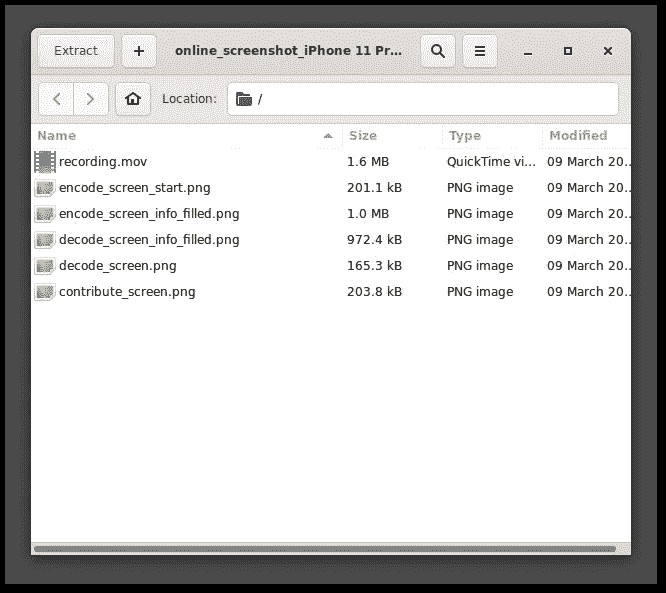 Extract + online_screenshot_iPhone 11 Pr...
Location: /
Name Size Type Modified
recording.mov 1.6 MB QuickTime vi... 09 March 20...
encode_screen_start.png 201.1 kB PNG image 09 March 20...
encode_screen_info_filled.png 1.0 MB PNG image 09 March 20...
decode_screen_info_filled.png 972.4 kB PNG image 09 March 20...
decode_screen.png 165.3 kB PNG image 09 March 20...
contribute_screen.png 203.8 kB PNG image 09 March 20...